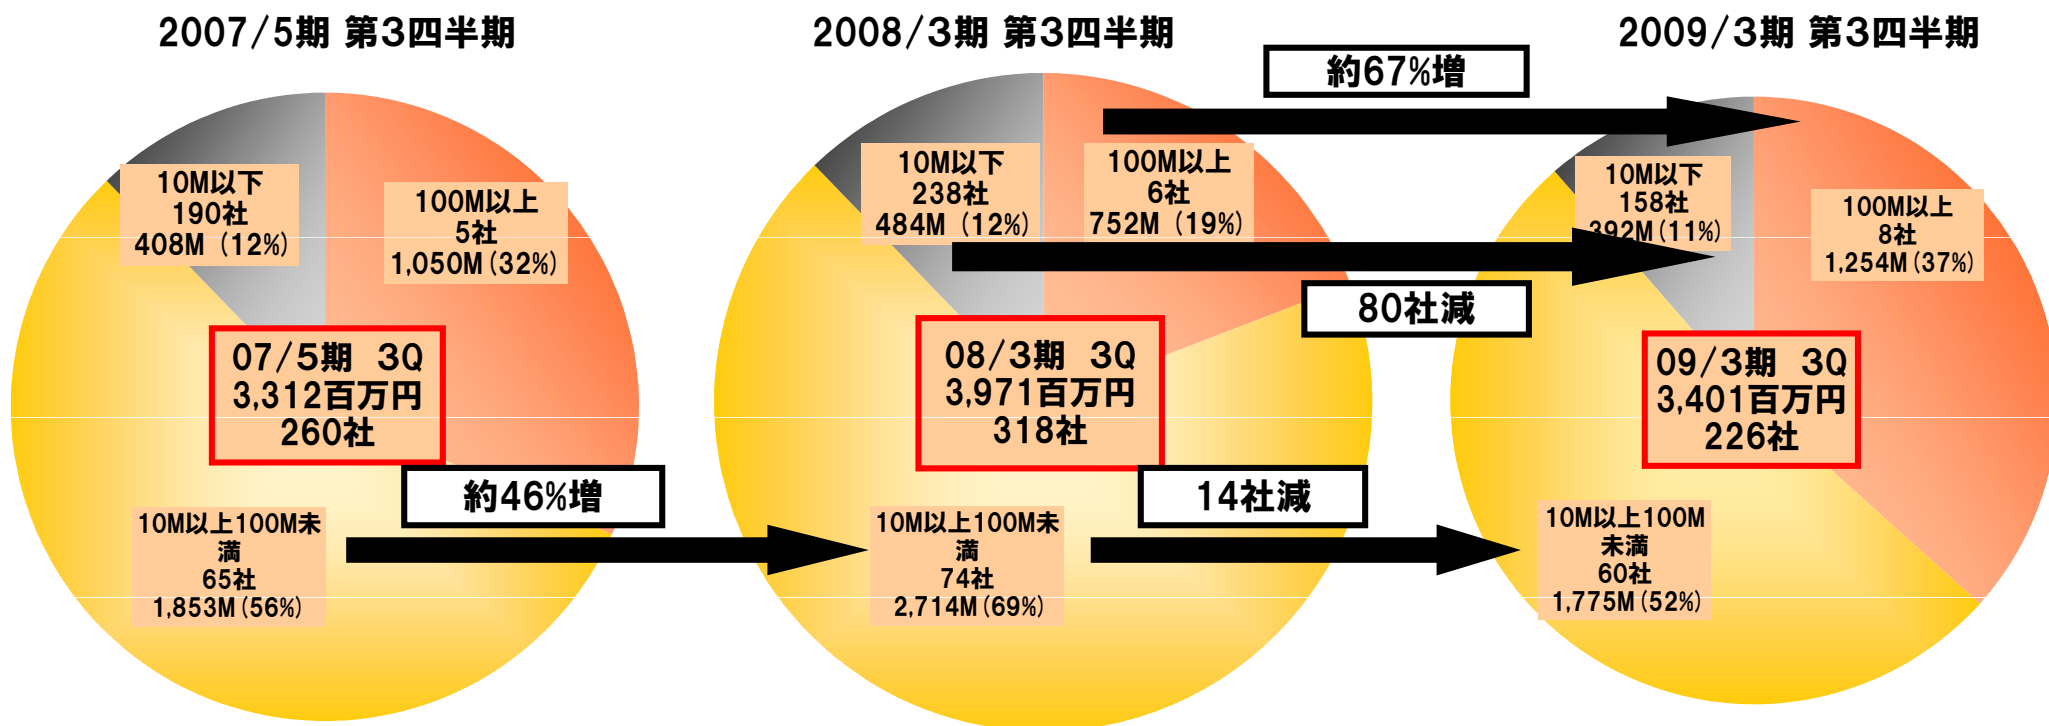 2007/5期 第3四半期
10M以下
190社
408M (12%)
100M以上
5社
1,050M(32%)
07/5期 3Q
3,312百万円
260社
10M以上100M未
満
65社
1,853M(56%)
約46%増
2008/3期 第3四半期
10M以下
238社
484M (12%)
100M以上
6社
752M (19%)
08/3期 3Q
3,971百万円
318社
10M以上100M未
満
74社
2,714M(69%)
約67%増
80社減
14社減
2009/3期 第3四半期
10M以下
158社
392M(11%)
100M以上
8社
1,254M(37%)
09/3期 3Q
3,401百万円
226社
10M以上100M
未満
60社
1,775M(52%)